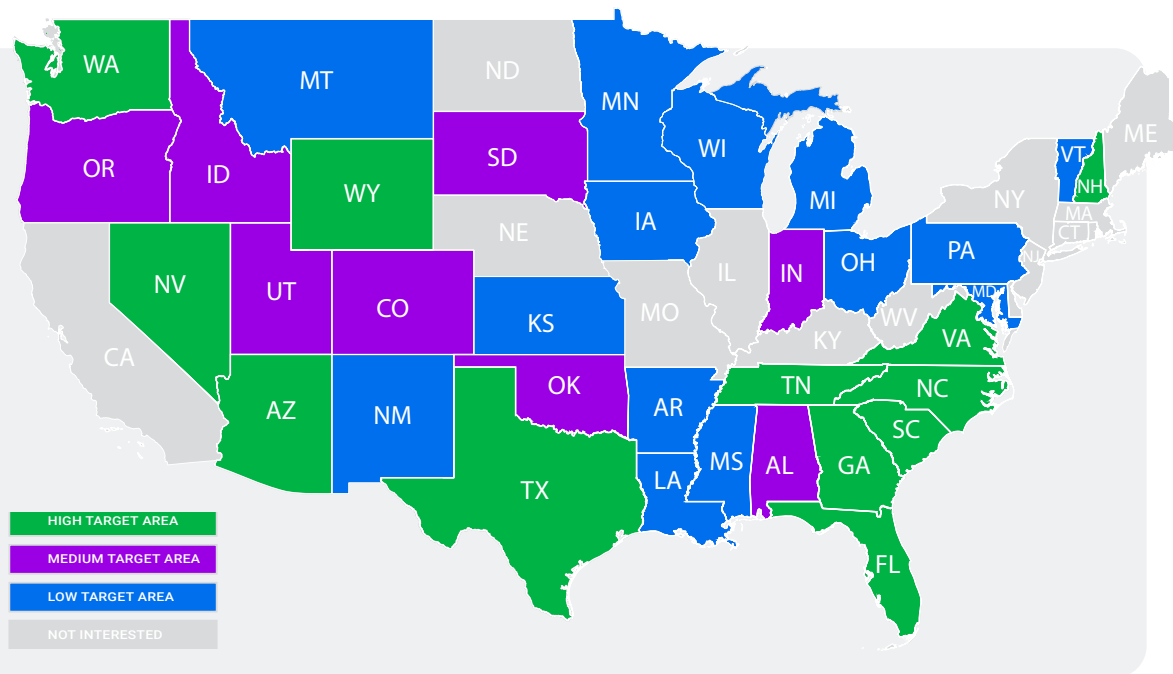 WA
MT
ND
MN
ME
OR
ID
SD
WI
VT
NH
WY
MI
NY
MA
CT
NE
IA
PA
NJ
NV
UT
CO
IL
IN
OH
MD
KS
MO
WV
VA
CA
KY
AZ
NM
OK
AR
TN
NC
SC
TX
LA
MS
AL
GA
FL
HIGH TARGET AREA
MEDIUM TARGET AREA
LOW TARGET AREA
NOT INTERESTED